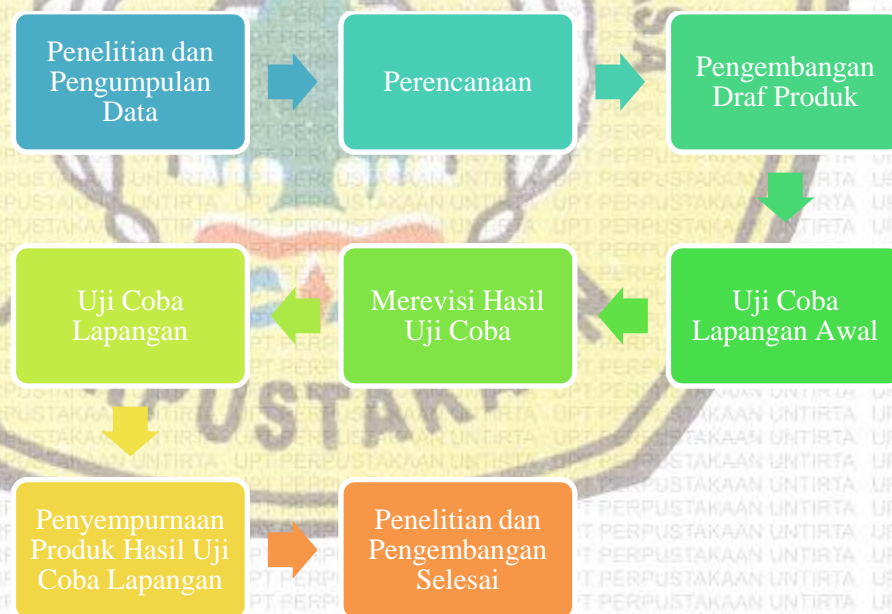 Penelitian dan
Pengumpulan
Data
Perencanaan
Pengembangan
Draf Produk
Uji Coba
Lapangan Awal
Merevisi Hasil
Uji Coba
Uji Coba
Lapangan
Penyempurnaan
Produk Hasil Uji
Coba Lapangan
Penelitian dan
Pengembangan
Selesai